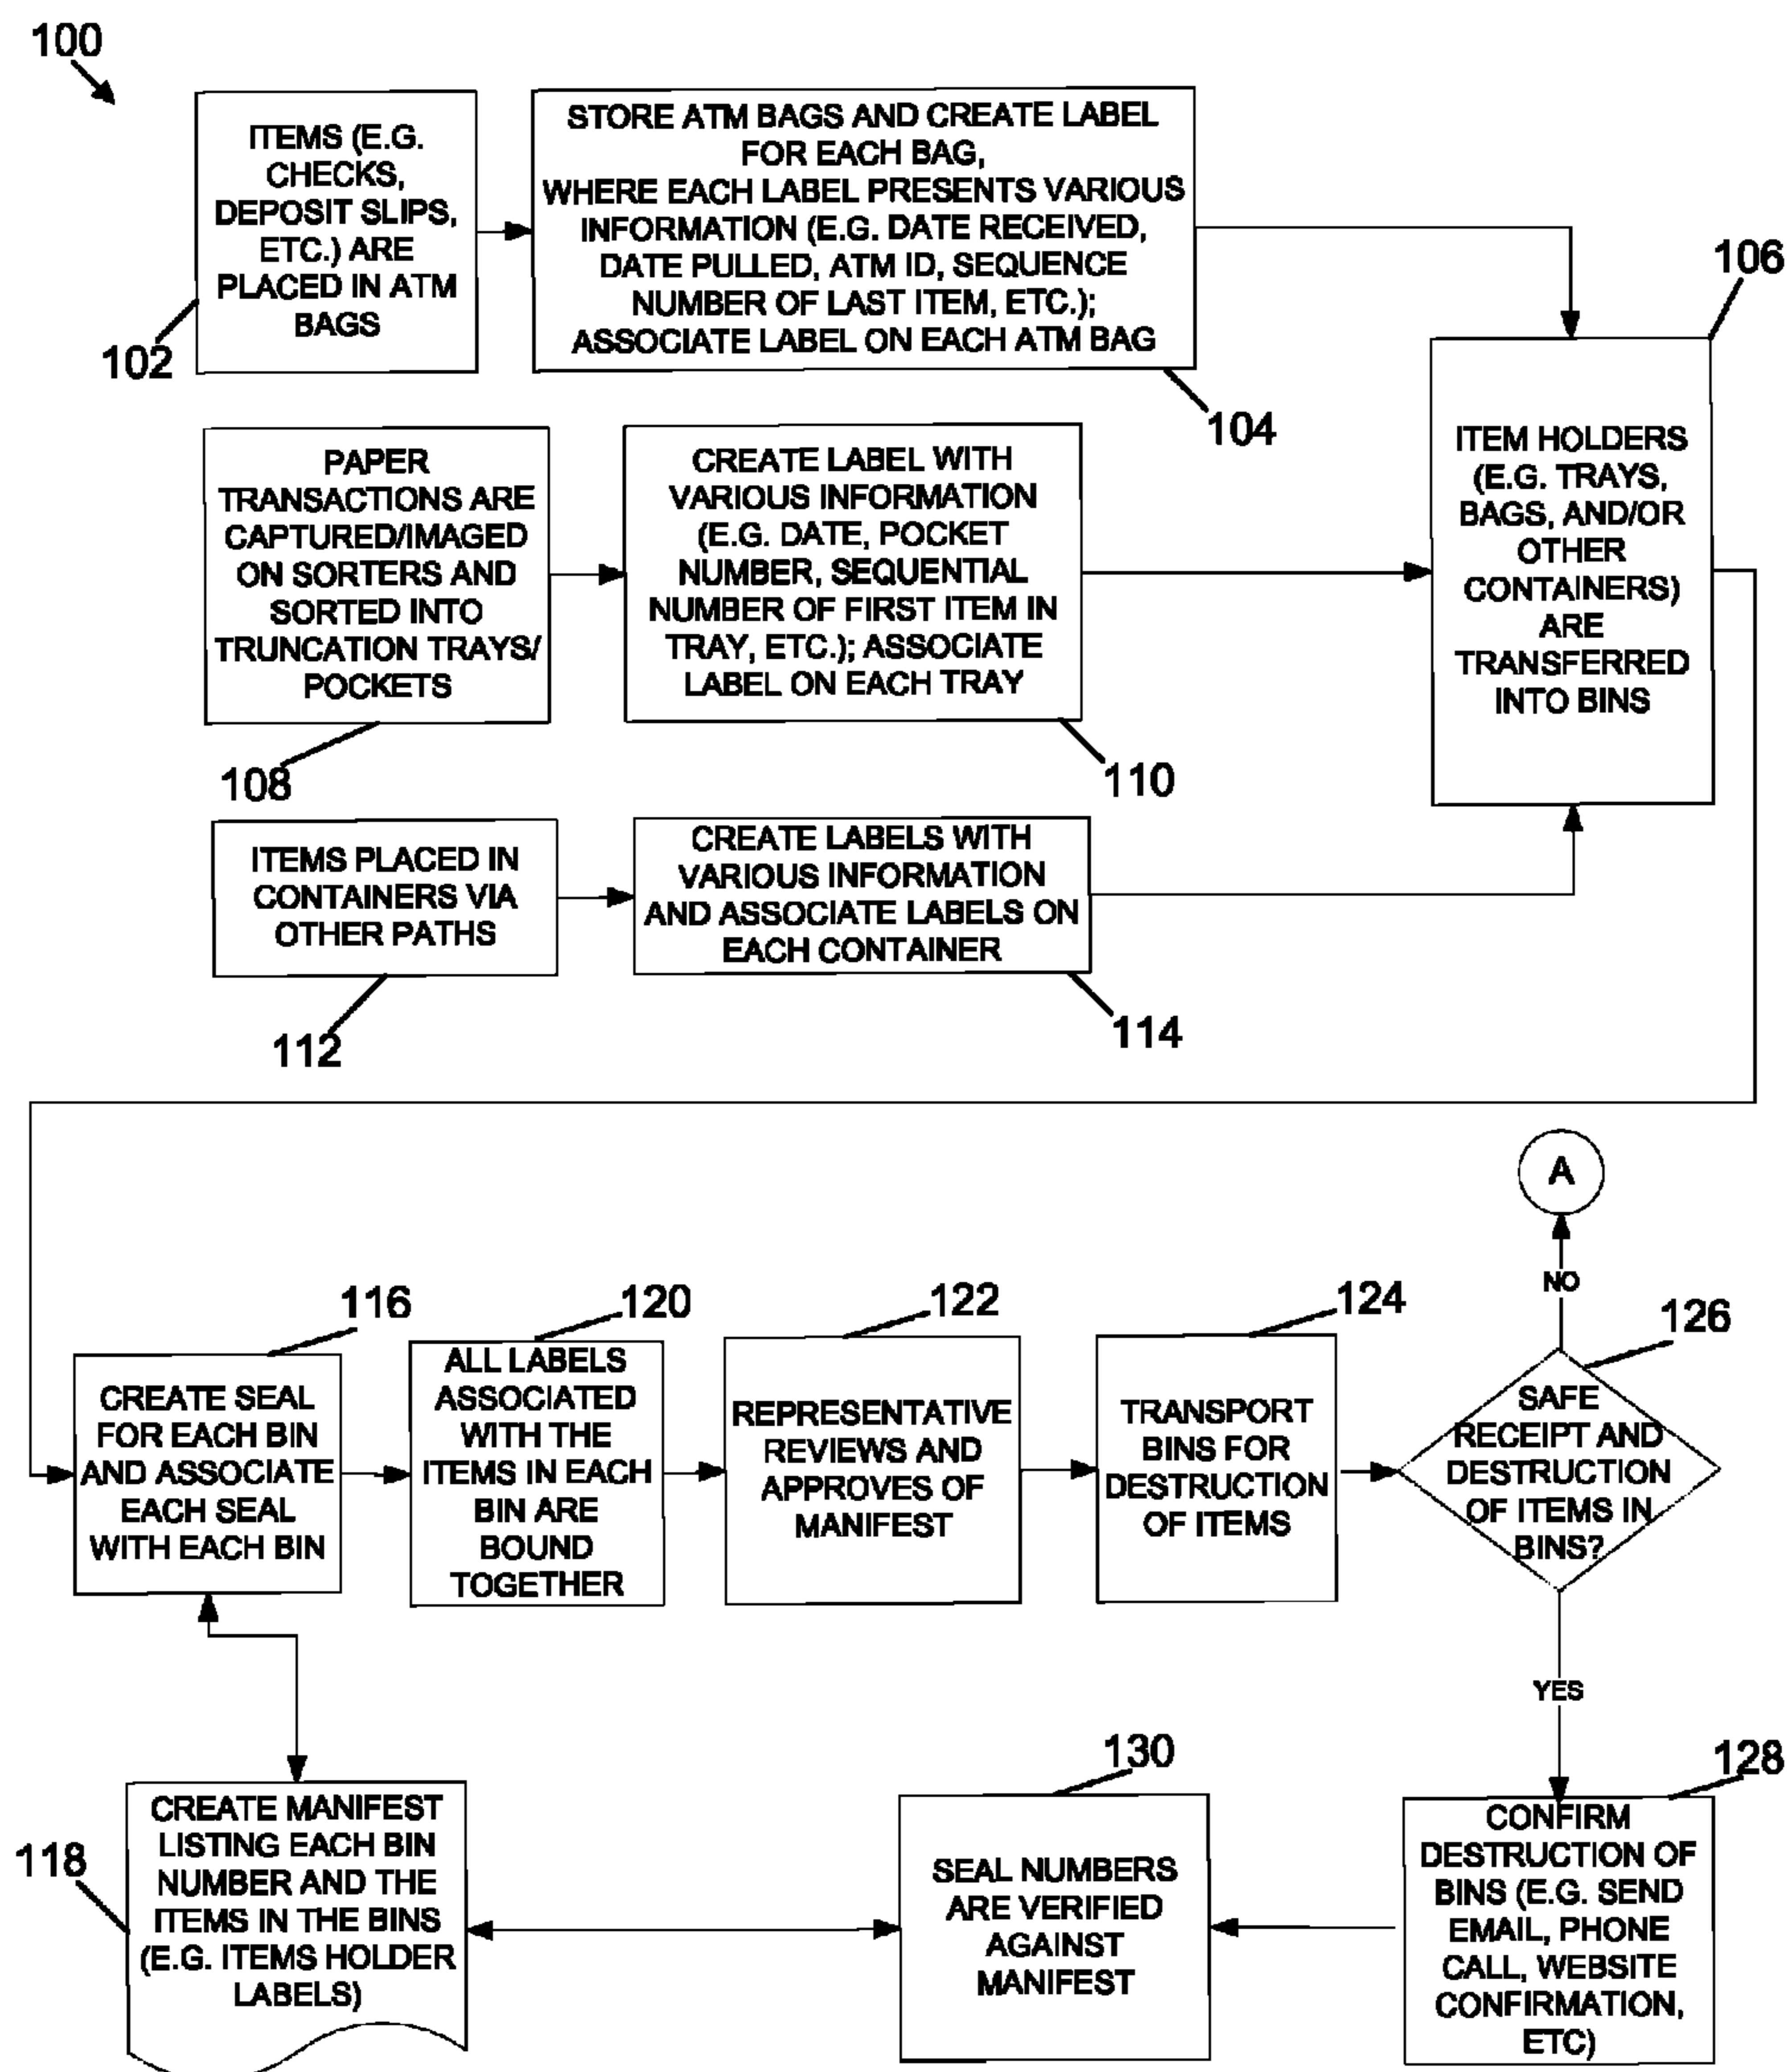 100
ITEMS (E.G.
CHECKS,
DEPOSIT SLIPS,
ETC.) ARE
PLACED IN ATM
BAGS
102
STORE ATM BAGS AND CREATE LABEL
FOR EACH BAG,
WHERE EACH LABEL PRESENTS VARIOUS
INFORMATION (E.G. DATE RECEIVED,
DATE PULLED, ATM ID, SEQUENCE
NUMBER OF LAST ITEM, ETC.);
ASSOCIATE LABEL ON EACH ATM BAG
104
106
ITEM HOLDERS
(E.G. TRAYS,
BAGS, AND/OR
OTHER
CONTAINERS)
ARE
TRANSFERRED
INTO BINS
PAPER
TRANSACTIONS ARE
CAPTURED/IMAGED
ON SORTERS AND
SORTED INTO
TRUNCATION TRAYS/
POCKETS
108
CREATE LABEL WITH
VARIOUS INFORMATION
(E.G. DATE, POCKET
NUMBER, SEQUENTIAL
NUMBER OF FIRST ITEM IN
TRAY, ETC.); ASSOCIATE
LABEL ON EACH TRAY
110
ITEMS PLACED IN
CONTAINERS VIA
OTHER PATHS
112
CREATE LABELS WITH
VARIOUS INFORMATION
AND ASSOCIATE LABELS ON
EACH CONTAINER
114
116
CREATE SEAL
FOR EACH BIN
AND ASSOCIATE
EACH SEAL
WITH EACH BIN
120
ALL LABELS
ASSOCIATED
WITH THE
ITEMS IN EACH
BIN ARE
BOUND
TOGETHER
122
REPRESENTATIVE
REVIEWS AND
APPROVES OF
MANIFEST
124
TRANSPORT
BINS FOR
DESTRUCTION
OF ITEMS
A
NO
126
SAFE
RECEIPT AND
DESTRUCTION
OF ITEMS IN
BINS?
YES
118
CREATE MANIFEST
LISTING EACH BIN
NUMBER AND THE
ITEMS IN THE BINS
(E.G. ITEMS HOLDER
LABELS)
130
SEAL NUMBERS
ARE VERIFIED
AGAINST
MANIFEST
128
CONFIRM
DESTRUCTION OF
BINS (E.G. SEND
EMAIL, PHONE
CALL, WEBSITE
CONFIRMATION,
ETC)